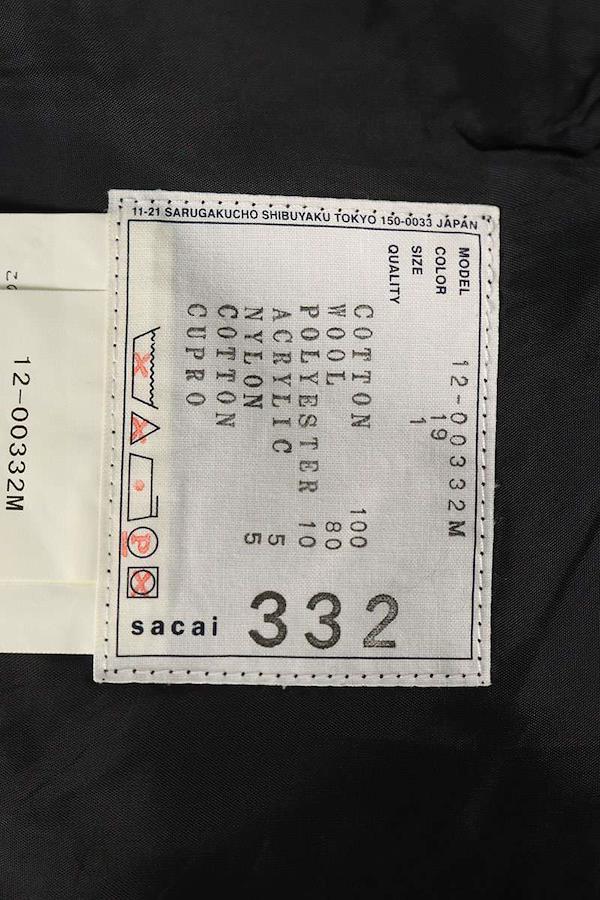 11-21 SARUGAKUCHO SHIBUYAKU TOKYO 150-0033 JAPAN
MODEL 12-00332M
COLOR 19
SIZE 1
QUALITY
COTTON 100
WOOL 80
POLYESTER 10
ACRYLIC 5
NYLON 5
COTTON
CUPRO
P
sacai
332
12-00332M